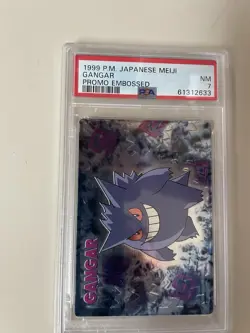 1999 P.M. JAPANESE MEIJI
GANGAR
NM
PROMO EMBOSSED
7
PSA
61312633
GANGAR